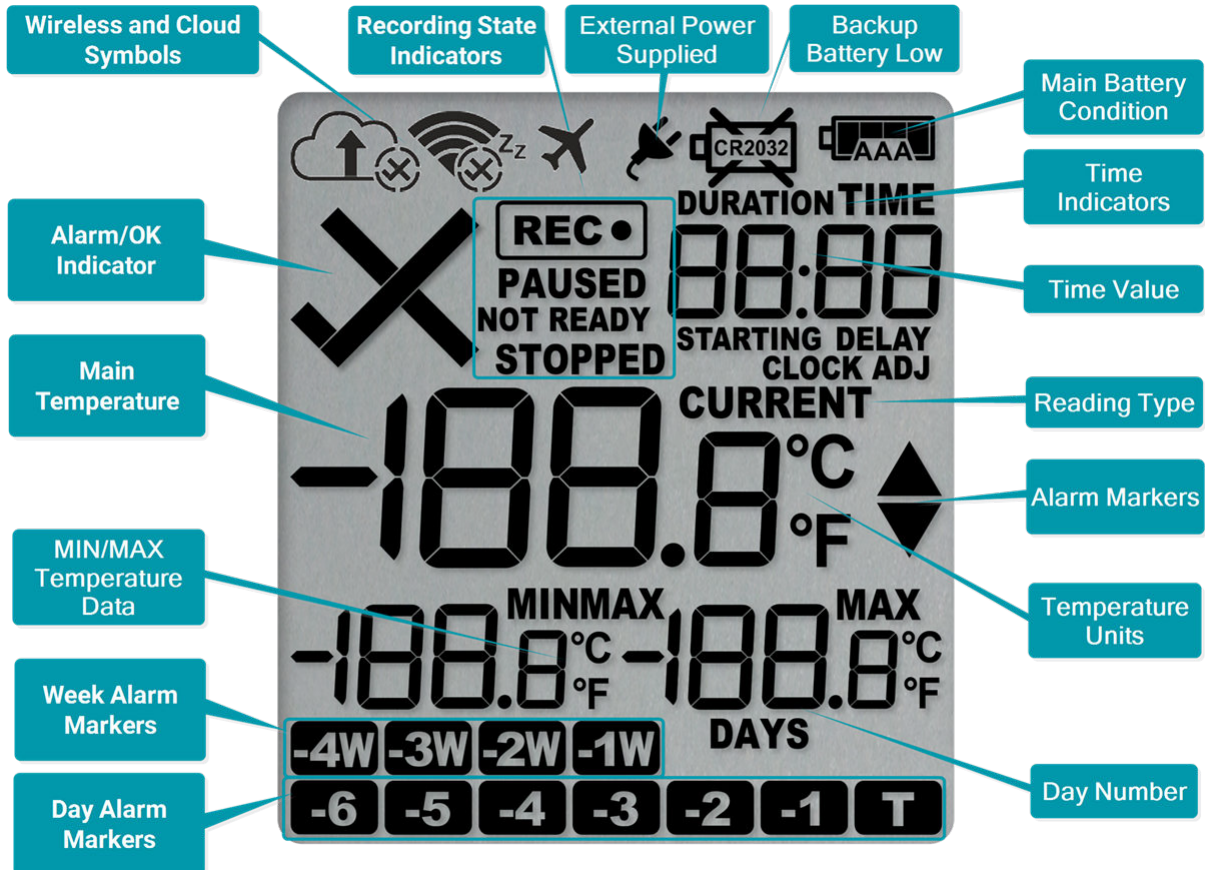 Wireless and Cloud
Symbols
Recording State
Indicators
External Power
Supplied
Backup
Battery Low
Main Battery
Condition
Time
Indicators
Time Value
Reading Type
Alarm Markers
Temperature
Units
Day Number
Alarm/OK
Indicator
Main
Temperature
MIN/MAX
Temperature
Data
Week Alarm
Markers
Day Alarm
Markers
Zz
CR2032
AAA
DURATION TIME
REC
88:88
PAUSED
NOT READY
STARTING DELAY
STOPPED
CLOCK ADJ
CURRENT
-188.8 °C
°F
MINMAX
MAX
-188.8 °C
°F
-188.8 °C
°F
DAYS
-4W -3W -2W -1W
-6 -5 -4 -3 -2 -1 T